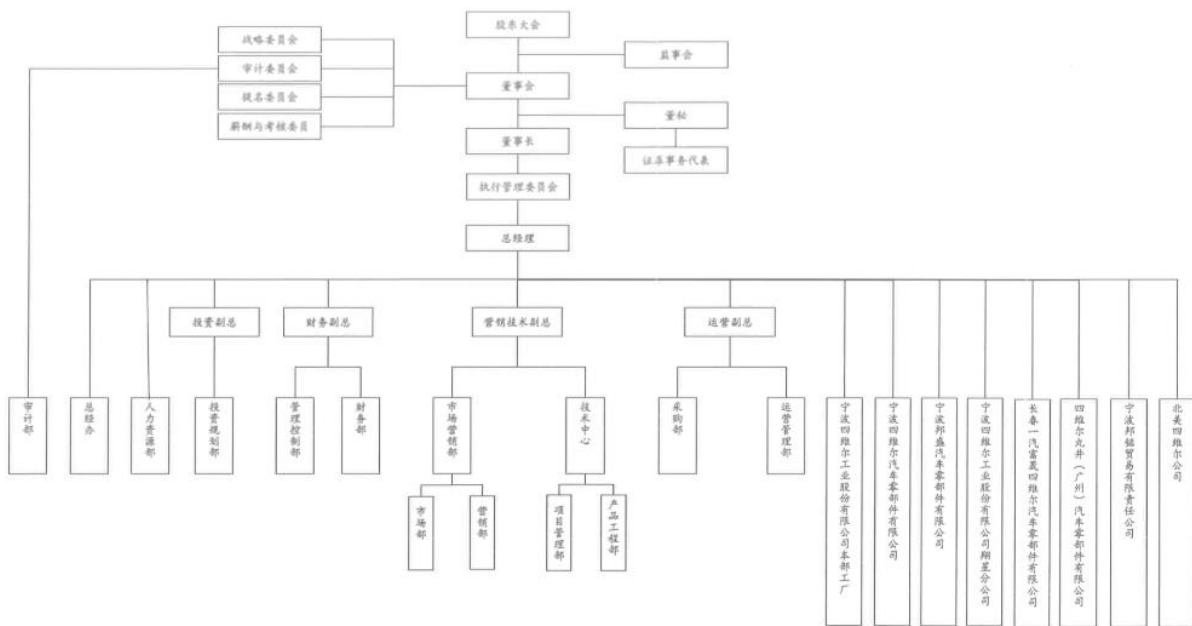 股东大会
战略委员会
监事会
审计委员会
董事会
提名委员会
董秘
薪酬与考核委员
董事长
证券事务代表
执行管理委员会
总经理
投资副总
财务副总
营销技术副总
运营副总
审计部
总经办
人力资源部
投资规划部
管理控制部
财务部
市场营销部
技术中心
采购部
运营管理部
宁波四维尔工业股份有限公司本部工厂
宁波四维尔汽车零部件有限公司
宁波邦盛汽车零部件有限公司
宁波四维尔工业股份有限公司翔星分公司
长春一汽富晟四维尔汽车零部件有限公司
四维尔丸井（广州）汽车零部件有限公司
宁波邦铭贸易有限责任公司
北美四维尔公司
市场部
营销部
项目管理部
产品工程部